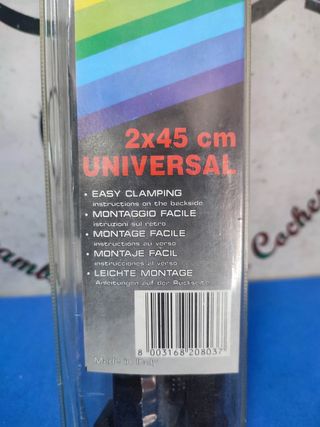 2x45 cm
UNIVERSAL
• EASY CLAMPING
instructions on the backside
• MONTAGGIO FACILE
istruzioni sul retro
• MONTAGE FACILE
instructions au verso
• MONTAJE FACIL
instrucciones al verso
• LEICHTE MONTAGE
Anleitungen auf der Rückseite
8 003168 208037
Made in Italy
Coches